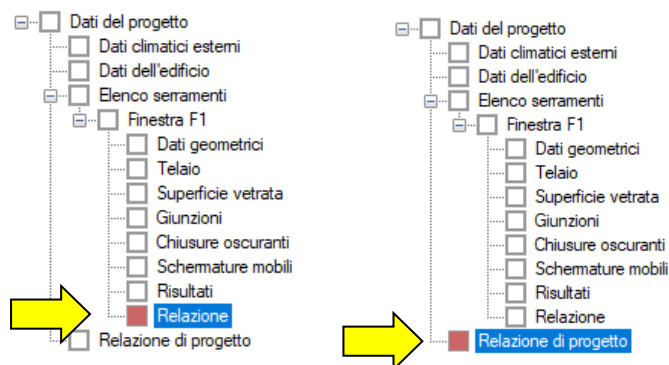 Dati del progetto
Dati climatici esterni
Dati dell'edificio
Elenco serramenti
Finestra F1
Dati geometrici
Telaio
Superficie vetrata
Giunzioni
Chiusure oscuranti
Schermature mobili
Risultati
Relazione
Relazione di progetto
Dati del progetto
Dati climatici esterni
Dati dell'edificio
Elenco serramenti
Finestra F1
Dati geometrici
Telaio
Superficie vetrata
Giunzioni
Chiusure oscuranti
Schermature mobili
Risultati
Relazione
Relazione di progetto